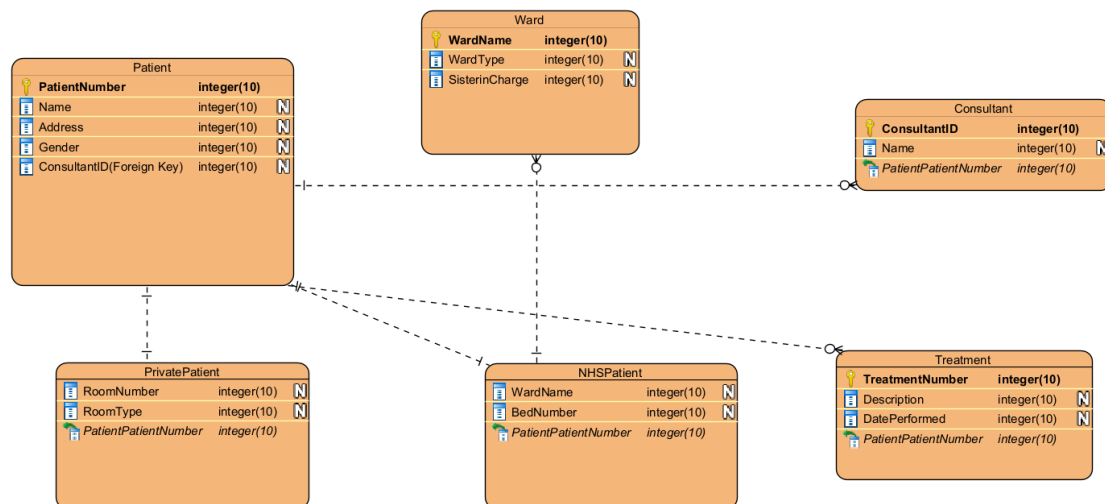 Ward
WardName integer(10)
WardType integer(10) N
SisterinCharge integer(10) N
Patient
PatientNumber integer(10)
Name integer(10) N
Address integer(10) N
Gender integer(10) N
ConsultantID(Foreign Key) integer(10) N
Consultant
ConsultantID integer(10)
Name integer(10) N
PatientPatientNumber integer(10)
PrivatePatient
RoomNumber integer(10) N
RoomType integer(10) N
PatientPatientNumber integer(10)
NHSPatient
WardName integer(10) N
BedNumber integer(10) N
PatientPatientNumber integer(10)
Treatment
TreatmentNumber integer(10)
Description integer(10) N
DatePerformed integer(10) N
PatientPatientNumber integer(10)